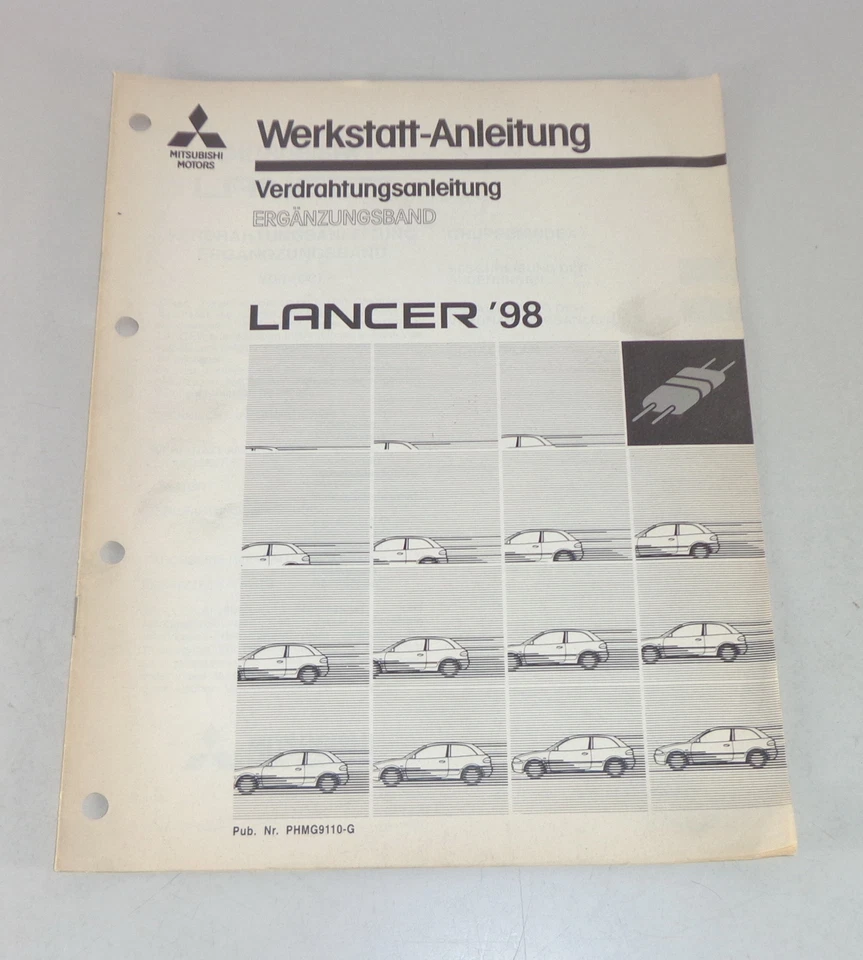 MITSUBISHI
MOTORS
Werkstatt-Anleitung
Verdrahtungsanleitung
ERGÄNZUNGSBAND
LANCER '98
Pub. Nr. PHMG9110-G